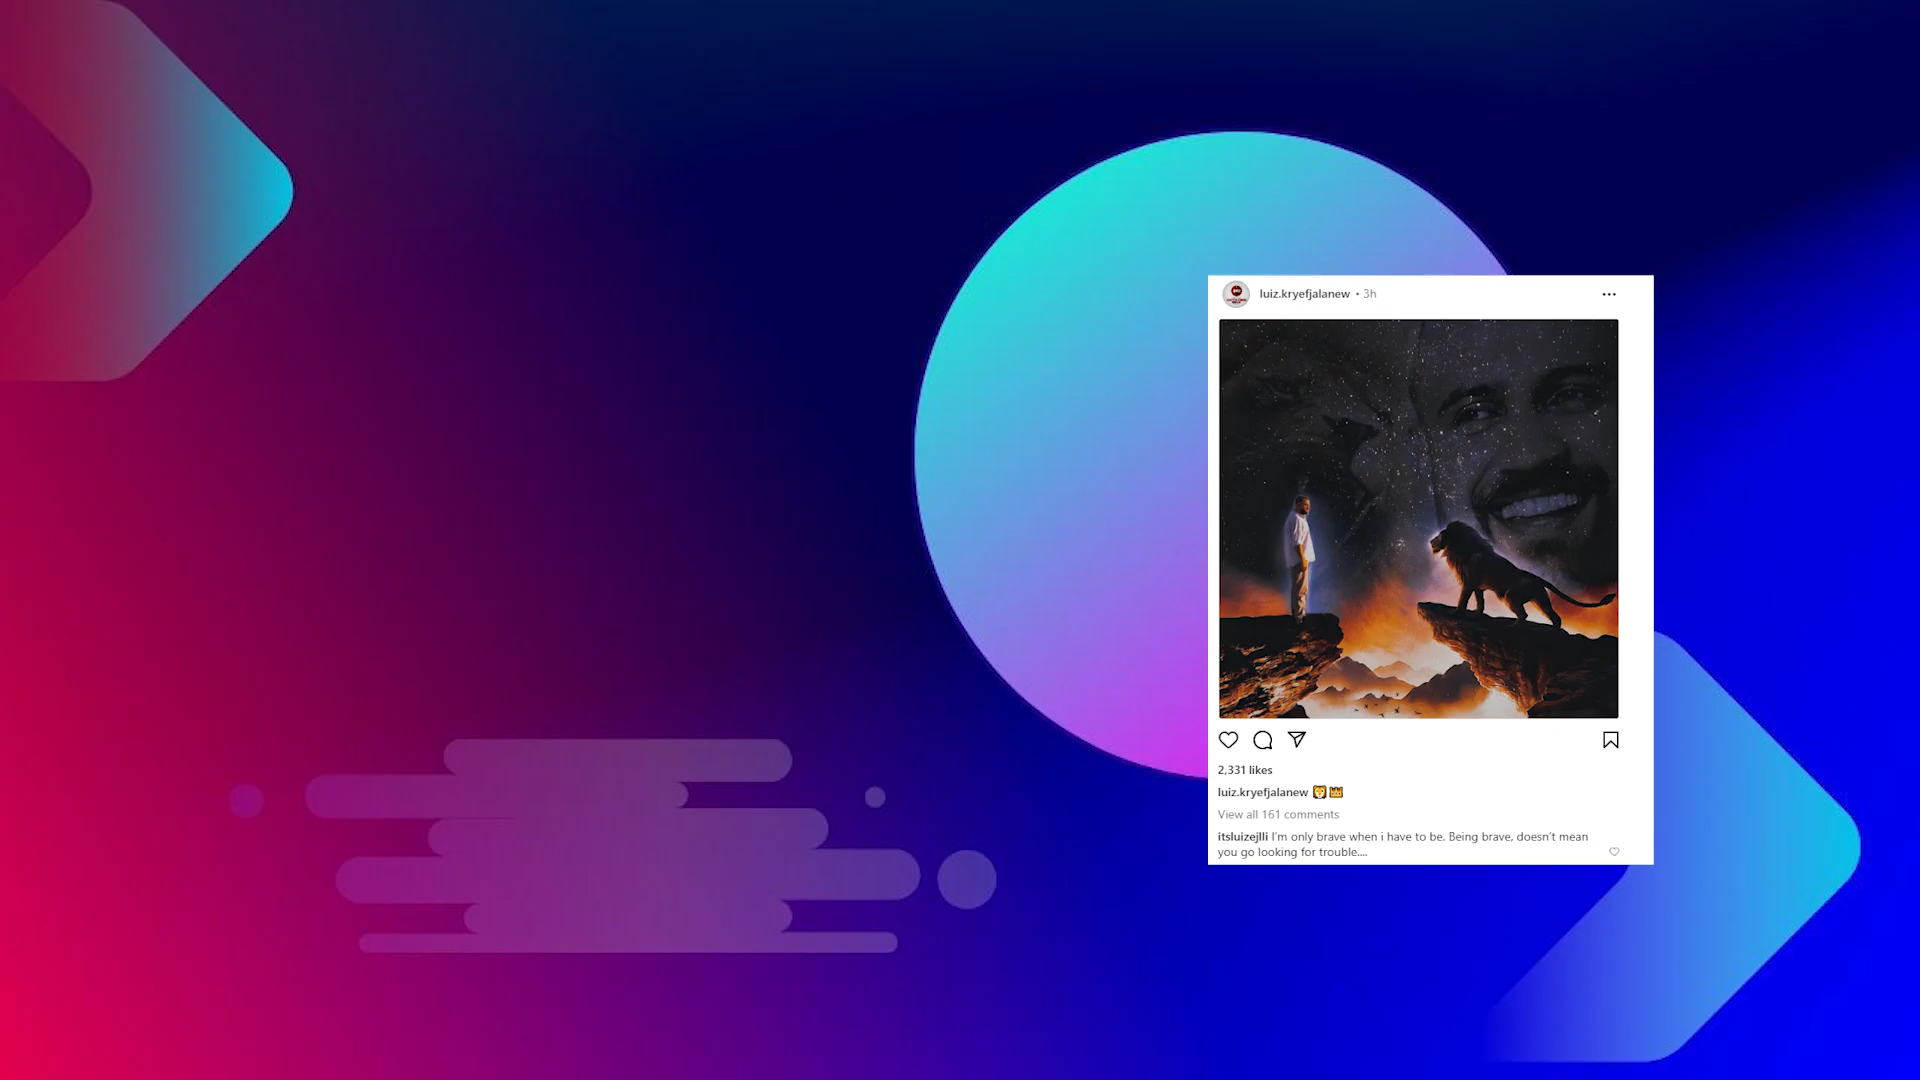 luiz.kryefjalanew • 3h
2,331 likes
luiz.kryefjalanew 🦁👑
View all 161 comments
itsluizejlli I'm only brave when i have to be. Being brave, doesn't mean
you go looking for trouble....